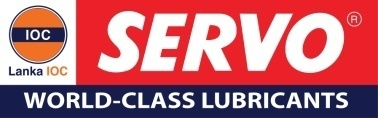 IOC
Lanka IOC
SERVO®
WORLD-CLASS LUBRICANTS